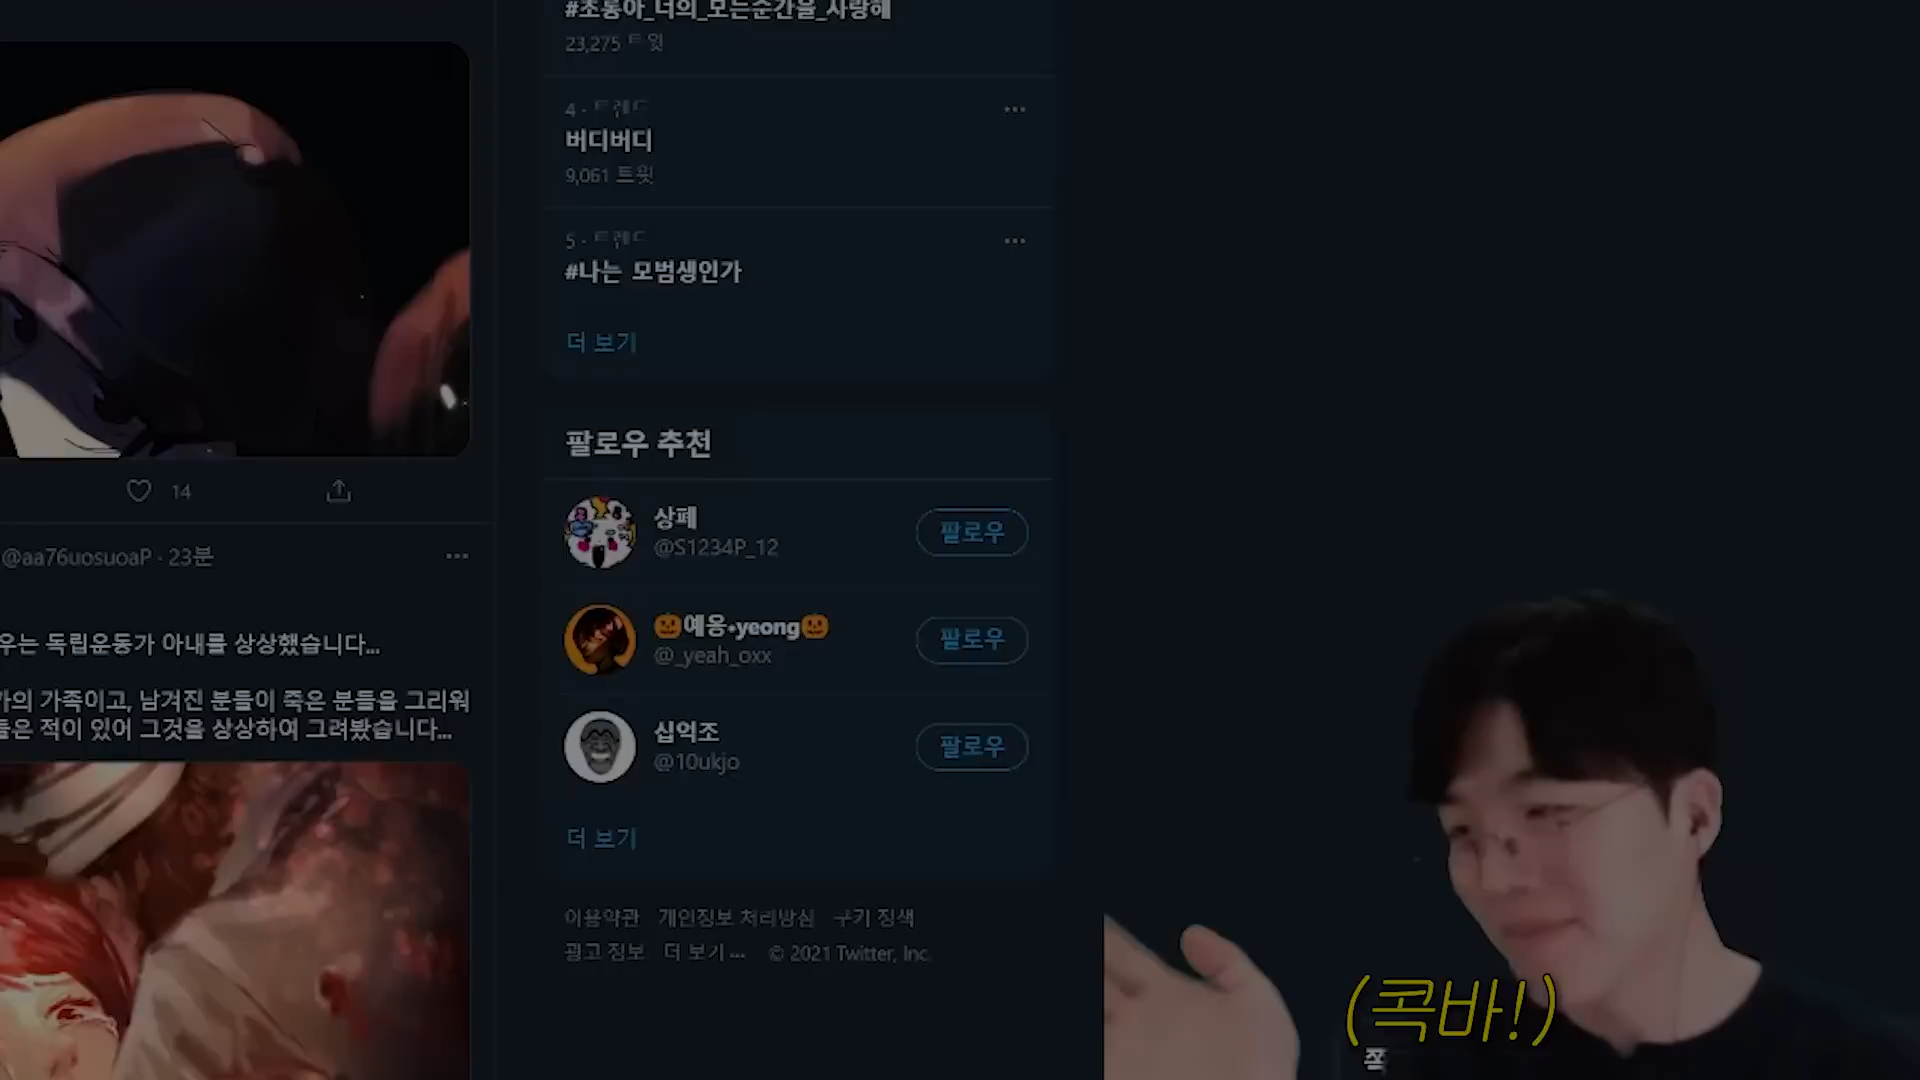 #초롱아_너의_모든순간을_사랑해
23,275 트윗
4 · 트렌드
버디버디
9,061 트윗
5 · 트렌드
#나는 모범생인가
더 보기
14
@aa76uosuoaP · 23분
우는 독립운동가 아내를 상상했습니다...
가의 가족이고, 남겨진 분들이 죽은 분들을 그리워
들은 적이 있어 그것을 상상하여 그려봤습니다...
팔로우 추천
상폐
@S1234P_12
팔로우
🎃예옹•yeong🎃
@_yeah_oxx
팔로우
십억조
@10ukjo
팔로우
더 보기
이용약관 개인정보 처리방침 쿠키 정책
광고 정보 더 보기 ··· © 2021 Twitter, Inc.
(콕바!)
쪽